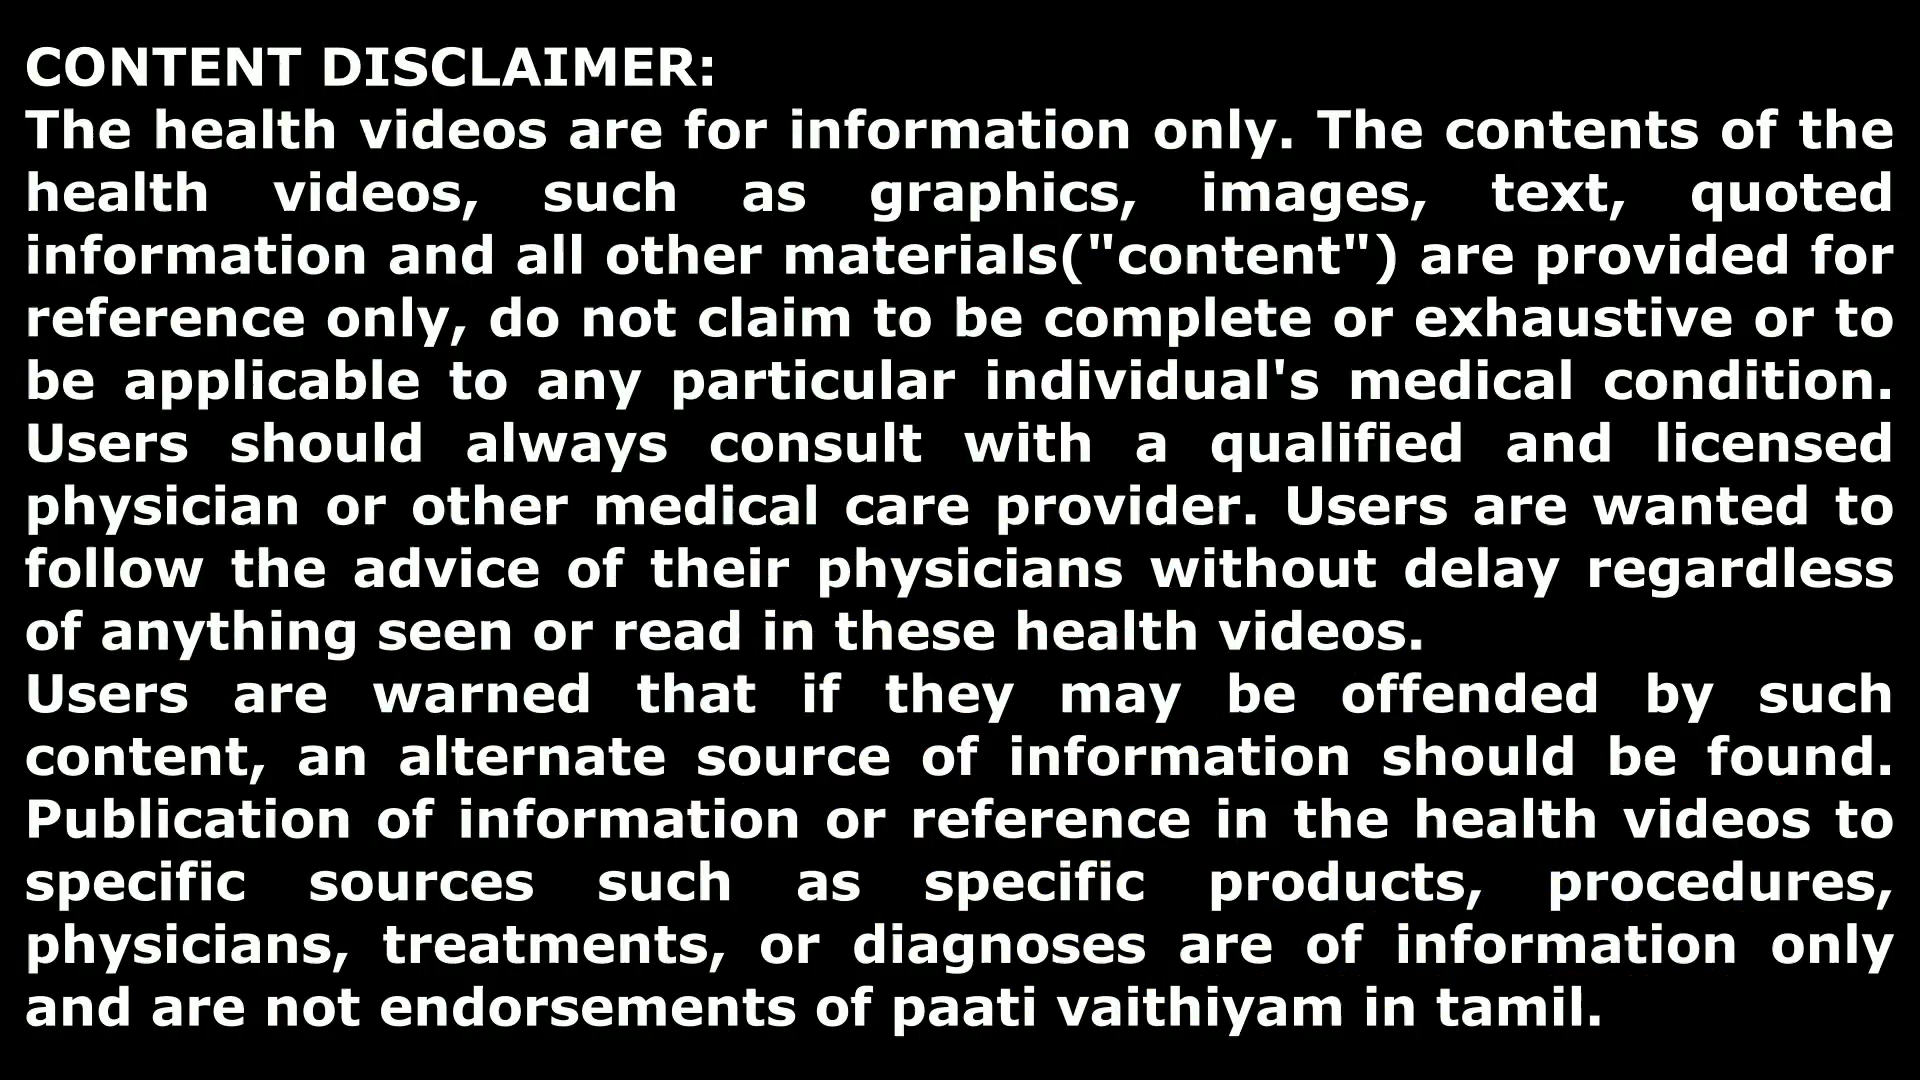 CONTENT DISCLAIMER:
The health videos are for information only. The contents of the
health videos, such as graphics, images, text, quoted
information and all other materials("content") are provided for
reference only, do not claim to be complete or exhaustive or to
be applicable to any particular individual's medical condition.
Users should always consult with a qualified and licensed
physician or other medical care provider. Users are wanted to
follow the advice of their physicians without delay regardless
of anything seen or read in these health videos.
Users are warned that if they may be offended by such
content, an alternate source of information should be found.
Publication of information or reference in the health videos to
specific sources such as specific products, procedures,
physicians, treatments, or diagnoses are of information only
and are not endorsements of paati vaithiyam in tamil.